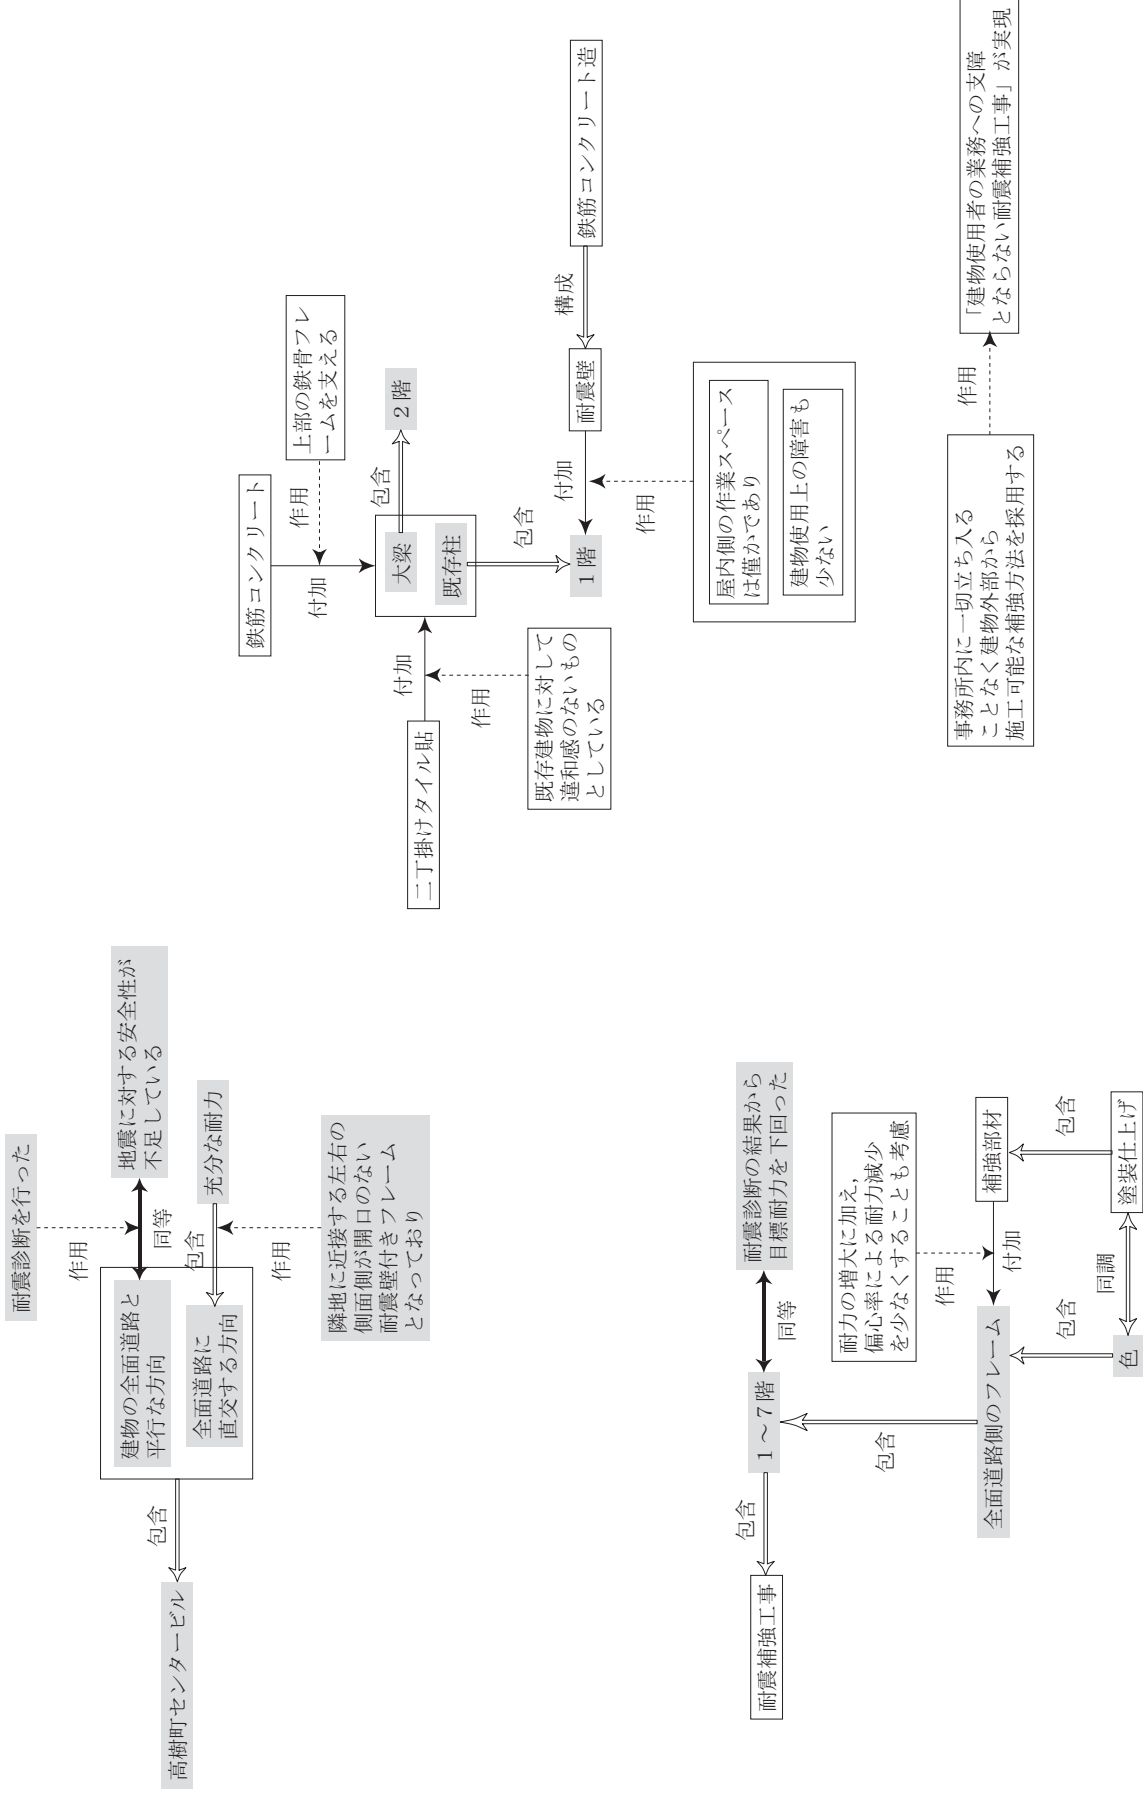 高樹町センタービル
包含
建物の全面道路と
平行な方向
全面道路に
直交する方向
作用
耐震診断を行った
同等
地震に対する安全性が
不足している
包含
充分な耐力
作用
隣地に近接する左右の
側面側が開口のない
耐震壁付きフレーム
となっており
耐震補強工事
包含
1～7階
同等
耐震診断の結果から
目標耐力を下回った
包含
全面道路側のフレーム
作用
耐力の増大に加え,
偏心率による耐力減少
を少なくすることも考慮
付加
補強部材
包含
色
同調
塗装仕上げ
包含
鉄筋コンクリート
付加
作用
上部の鉄骨フレ
ームを支える
大梁
既存柱
包含
2階
二丁掛けタイル貼
付加
作用
既存建物に対して
違和感のないもの
としている
包含
1階
付加
耐震壁
構成
鉄筋コンクリート造
作用
屋内側の作業スペース
は僅かであり
建物使用上の障害も
少ない
事務所内に一切立ち入る
ことなく建物外部から
施工可能な補強方法を採用する
作用
「建物使用者の業務への支障
とならない耐震補強工事」が実現